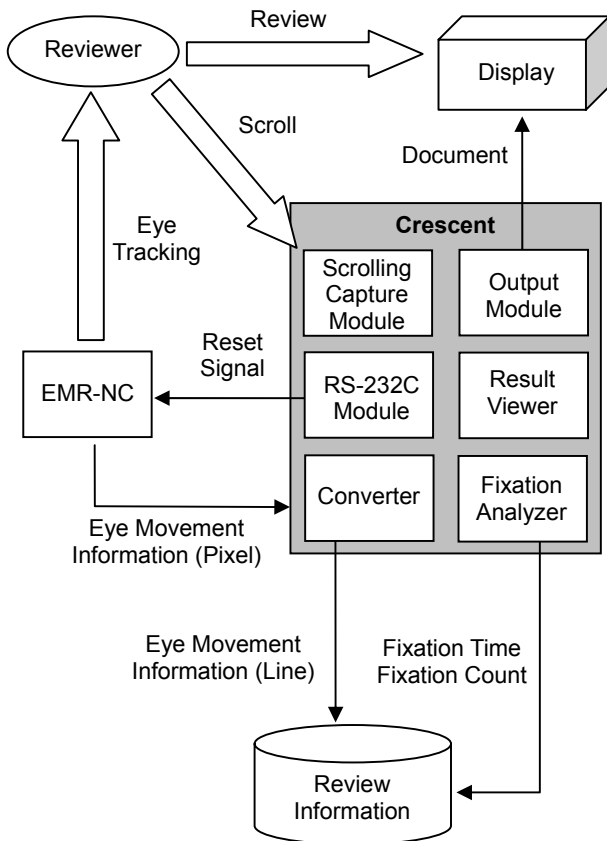 Review
Reviewer
Display
Scroll
Document
Eye
Tracking
Crescent
Scrolling
Capture
Module
Output
Module
Reset
Signal
EMR-NC
RS-232C
Module
Result
Viewer
Converter
Fixation
Analyzer
Eye Movement
Information (Pixel)
Eye Movement
Information (Line)
Fixation Time
Fixation Count
Review
Information